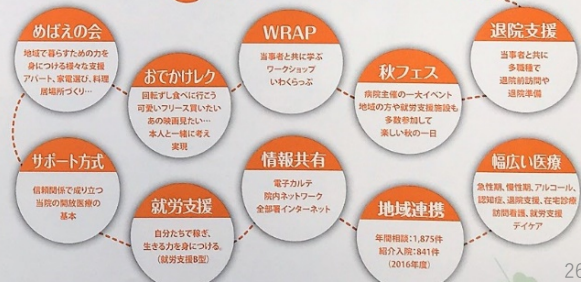 めばえの会
地域で暮らすための力を
身につける様々な支援
アパート、家電選び、料理
居場所づくり…
おでかけレク
回転ずし食べに行こう
可愛いフリース買いたい
あの映画見たい…
本人と一緒に考え
実現
WRAP
当事者と共に学ぶ
ワークショップ
いわくらっぷ
秋フェス
病院主催の一大イベント
地域の方や就労支援施設も
多数参加して
楽しい秋の一日
退院支援
当事者と共に
多職種で
退院前訪問や
退院準備
サポート方式
信頼関係で成り立つ
当院の開放医療の
基本
就労支援
自分たちで稼ぎ、
生きる力を身につける。
(就労支援B型)
情報共有
電子カルテ
院内ネットワーク
全部署インターネット
地域連携
年間相談:1,875件
紹介入院:841件
(2016年度)
幅広い医療
急性期、慢性期、アルコール、
認知症、退院支援、在宅診療
訪問看護、就労支援
デイケア
26